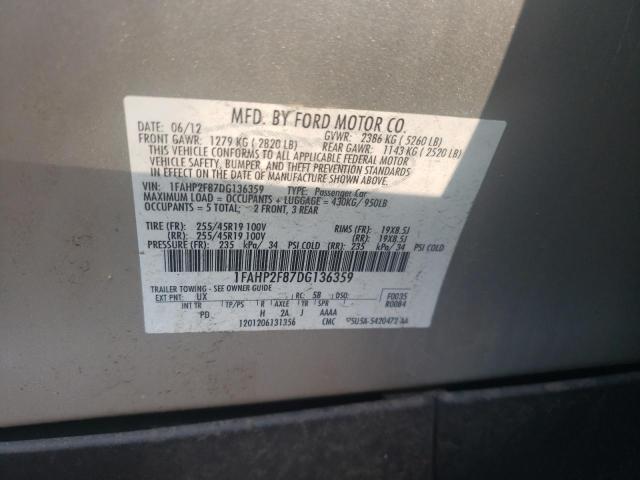 MFD. BY FORD MOTOR CO.
DATE: 06/12 GVWR: 2386 KG ( 5260 LB)
FRONT GAWR: 1279 KG ( 2820 LB) REAR GAWR: 1143 KG ( 2520 LB)
THIS VEHICLE CONFORMS TO ALL APPLICABLE FEDERAL MOTOR
VEHICLE SAFETY, BUMPER, AND THEFT PREVENTION STANDARDS
IN EFFECT ON THE DATE OF MANUFACTURE SHOWN ABOVE.
VIN: 1FAHP2F87DG136359 TYPE: Passenger Car
MAXIMUM LOAD = OCCUPANTS + LUGGAGE = 430KG/ 950LB
OCCUPANTS = 5 TOTAL; 2 FRONT, 3 REAR
TIRE (FR): 255/45R19 100V RIMS (FR): 19X8.5J
(RR): 255/45R19 100V (RR): 19X8.5J
PRESSURE (FR): 235 kPa/ 34 PSI COLD (RR): 235 kPa/ 34 PSI COLD
1FAHP2F87DG136359
TRAILER TOWING - SEE OWNER GUIDE
EXT PNT: UX RC: 58 DSO: F0035
INT TR TP/PS R AXLE TR SPR R0084
PD H 2A J AAAA
1201206131356 CMC 5U5A-5420472-AA